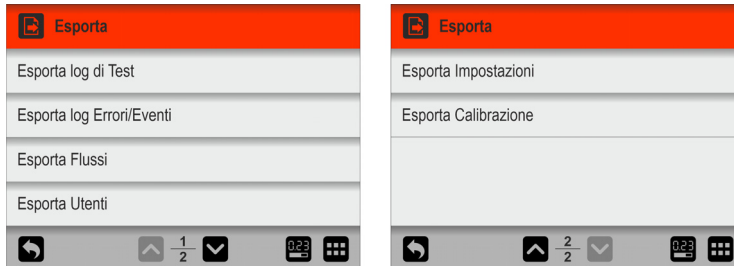 Esporta
Esporta log di Test
Esporta log Errori/Eventi
Esporta Flussi
Esporta Utenti
1
2
0.23
Esporta
Esporta Impostazioni
Esporta Calibrazione
2
2
0.23